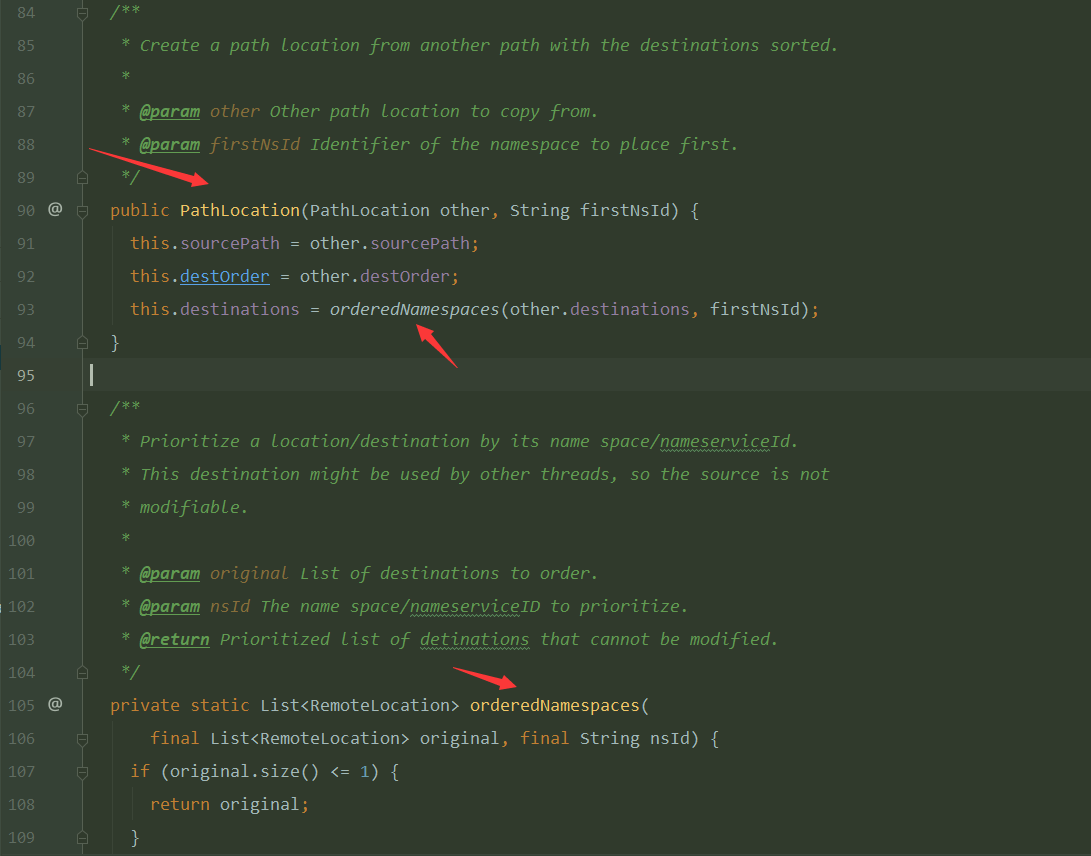 84 /**
85 * Create a path location from another path with the destinations sorted.
86 *
87 * @param other Other path location to copy from.
88 * @param firstNsId Identifier of the namespace to place first.
89 */
90 @ public PathLocation(PathLocation other, String firstNsId) {
91 this.sourcePath = other.sourcePath;
92 this.destOrder = other.destOrder;
93 this.destinations = orderedNamespaces(other.destinations, firstNsId);
94 }
95
96 /**
97 * Prioritize a location/destination by its name space/nameserviceId.
98 * This destination might be used by other threads, so the source is not
99 * modifiable.
100 *
101 * @param original List of destinations to order.
102 * @param nsId The name space/nameserviceID to prioritize.
103 * @return Prioritized list of detinations that cannot be modified.
104 */
105 @ private static List<RemoteLocation> orderedNamespaces(
106 final List<RemoteLocation> original, final String nsId) {
107 if (original.size() <= 1) {
108 return original;
109 }